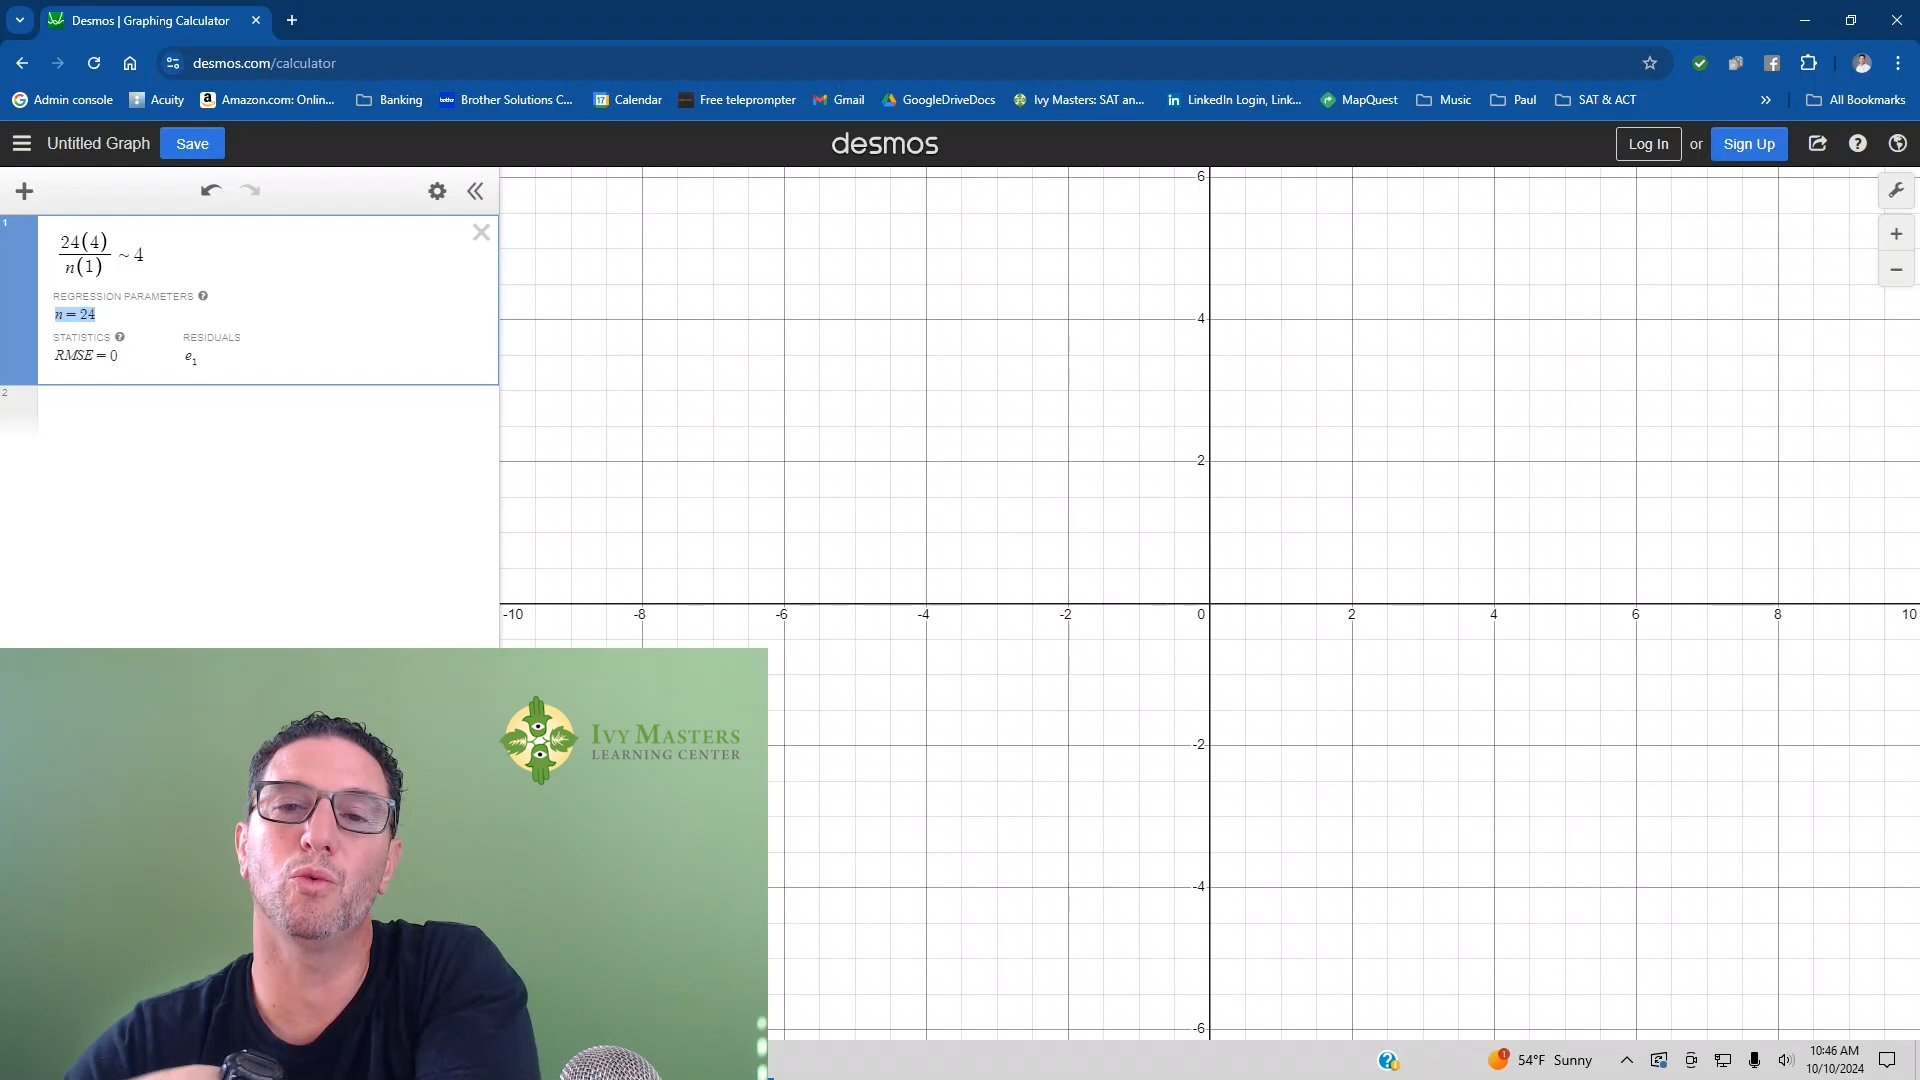 Desmos | Graphing Calculator
desmos.com/calculator
Admin console
Acuity
Amazon.com: Onlin...
Banking
Brother Solutions C...
Calendar
Free teleprompter
Gmail
GoogleDriveDocs
Ivy Masters: SAT an...
LinkedIn Login, Link...
MapQuest
Music
Paul
SAT & ACT
»
All Bookmarks
Untitled Graph
Save
desmos
Log In
or
Sign Up
1
24(4)
n(1)
~ 4
REGRESSION PARAMETERS
n = 24
STATISTICS
RESIDUALS
RMSE = 0
e1
2
6
4
2
-10
-8
-6
-4
-2
0
2
4
6
8
10
-2
-4
-6
IVY MASTERS
LEARNING CENTER
54°F Sunny
10:46 AM
10/10/2024